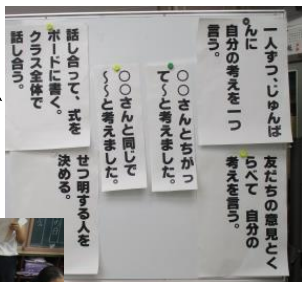 一人ずつ、じゅんば
んに
自分の考えを一つ
言う。
友だちの意見とく
らべて 自分の
考えを言う。
○○さんとちがっ
て～と考えました。
○○さんと同じで
～～と考えました。
話し合って、式を
ボードに書く。
クラス全体で
話し合う。
せつ明する人を
決める。